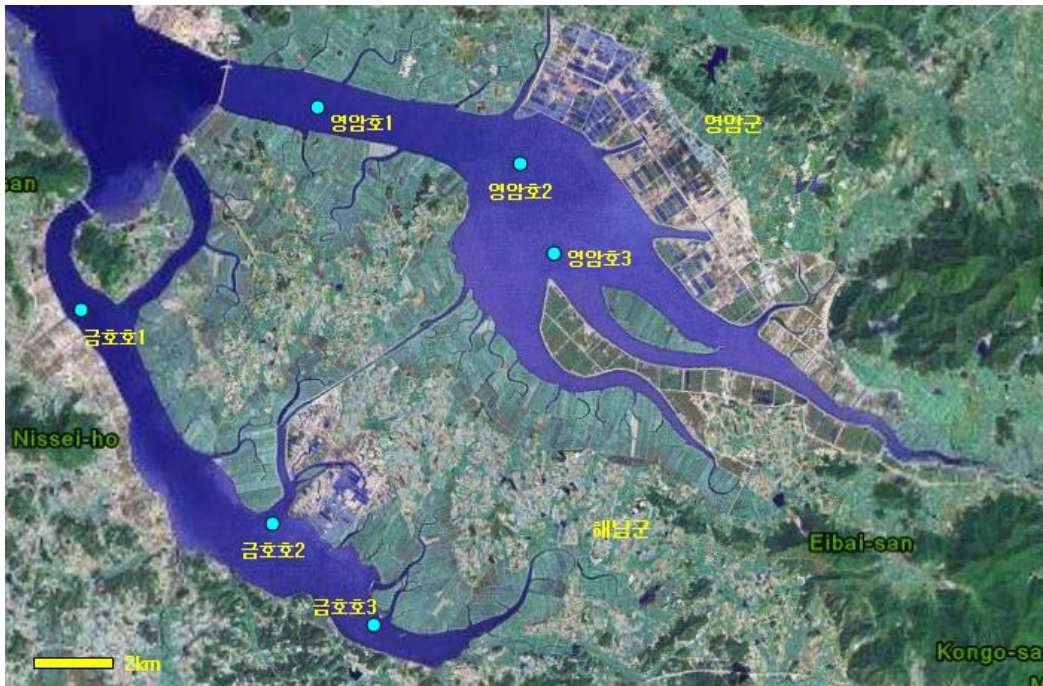 영암호1
영암군
san
영암호2
영암호3
금호호1
Nissei-ho
금호호2
해남군
Eibai-san
금호호3
Kongo-sa
2km
M